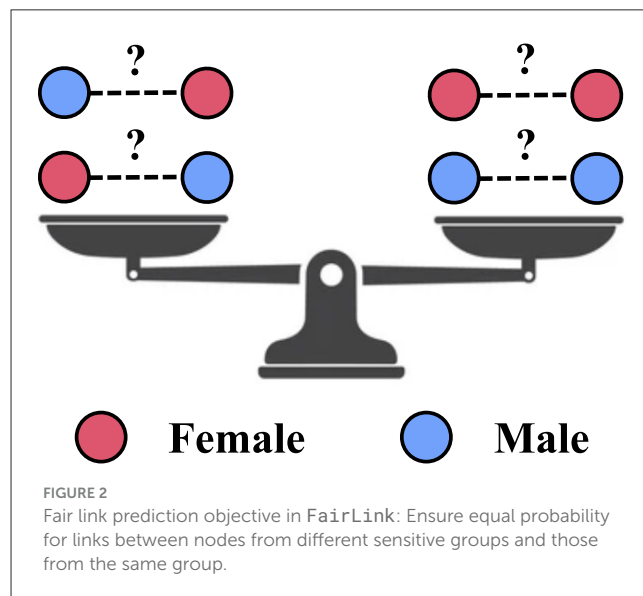 ? ?
? ?
Female Male
FIGURE 2
Fair link prediction objective in FairLink: Ensure equal probability
for links between nodes from different sensitive groups and those
from the same group.